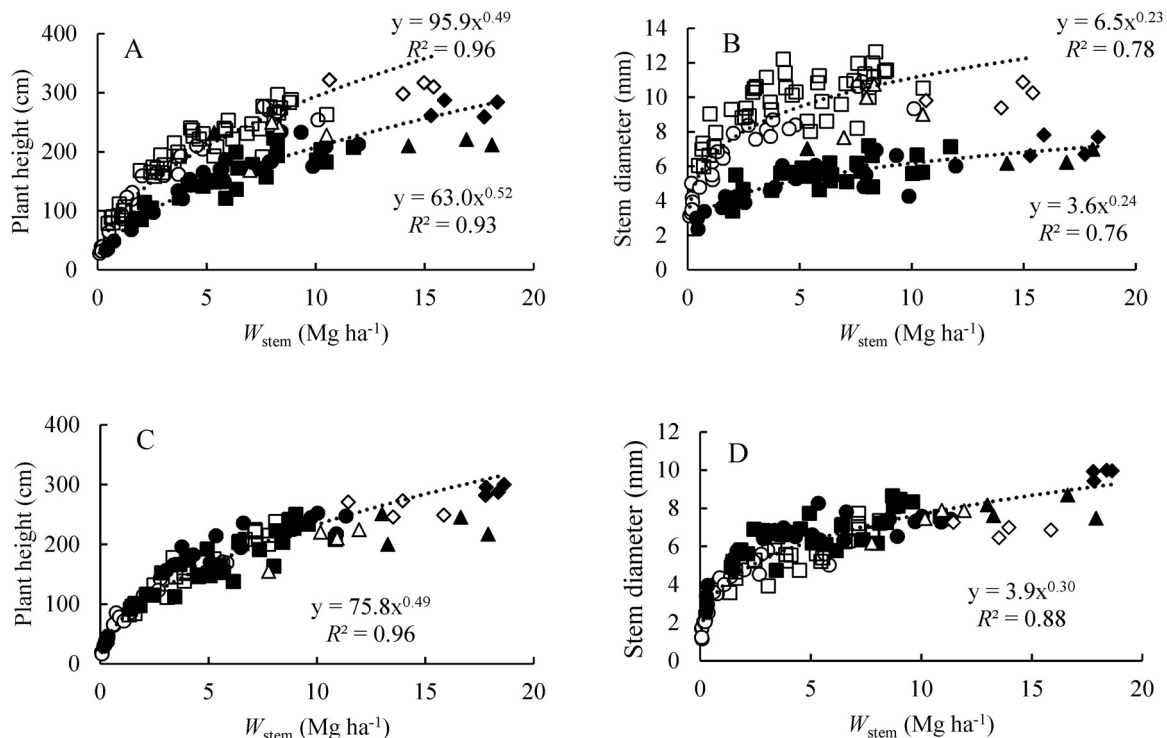 A
y = 95.9x^0.49
R² = 0.96
y = 63.0x^0.52
R² = 0.93
Plant height (cm)
400
300
200
100
0
0 5 10 15 20
W_stem (Mg ha⁻¹)
B
y = 6.5x^0.23
R² = 0.78
y = 3.6x^0.24
R² = 0.76
Stem diameter (mm)
14
12
10
8
6
4
2
0
0 5 10 15 20
W_stem (Mg ha⁻¹)
C
y = 75.8x^0.49
R² = 0.96
Plant height (cm)
400
300
200
100
0
0 5 10 15 20
W_stem (Mg ha⁻¹)
D
y = 3.9x^0.30
R² = 0.88
Stem diameter (mm)
12
10
8
6
4
2
0
0 5 10 15 20
W_stem (Mg ha⁻¹)